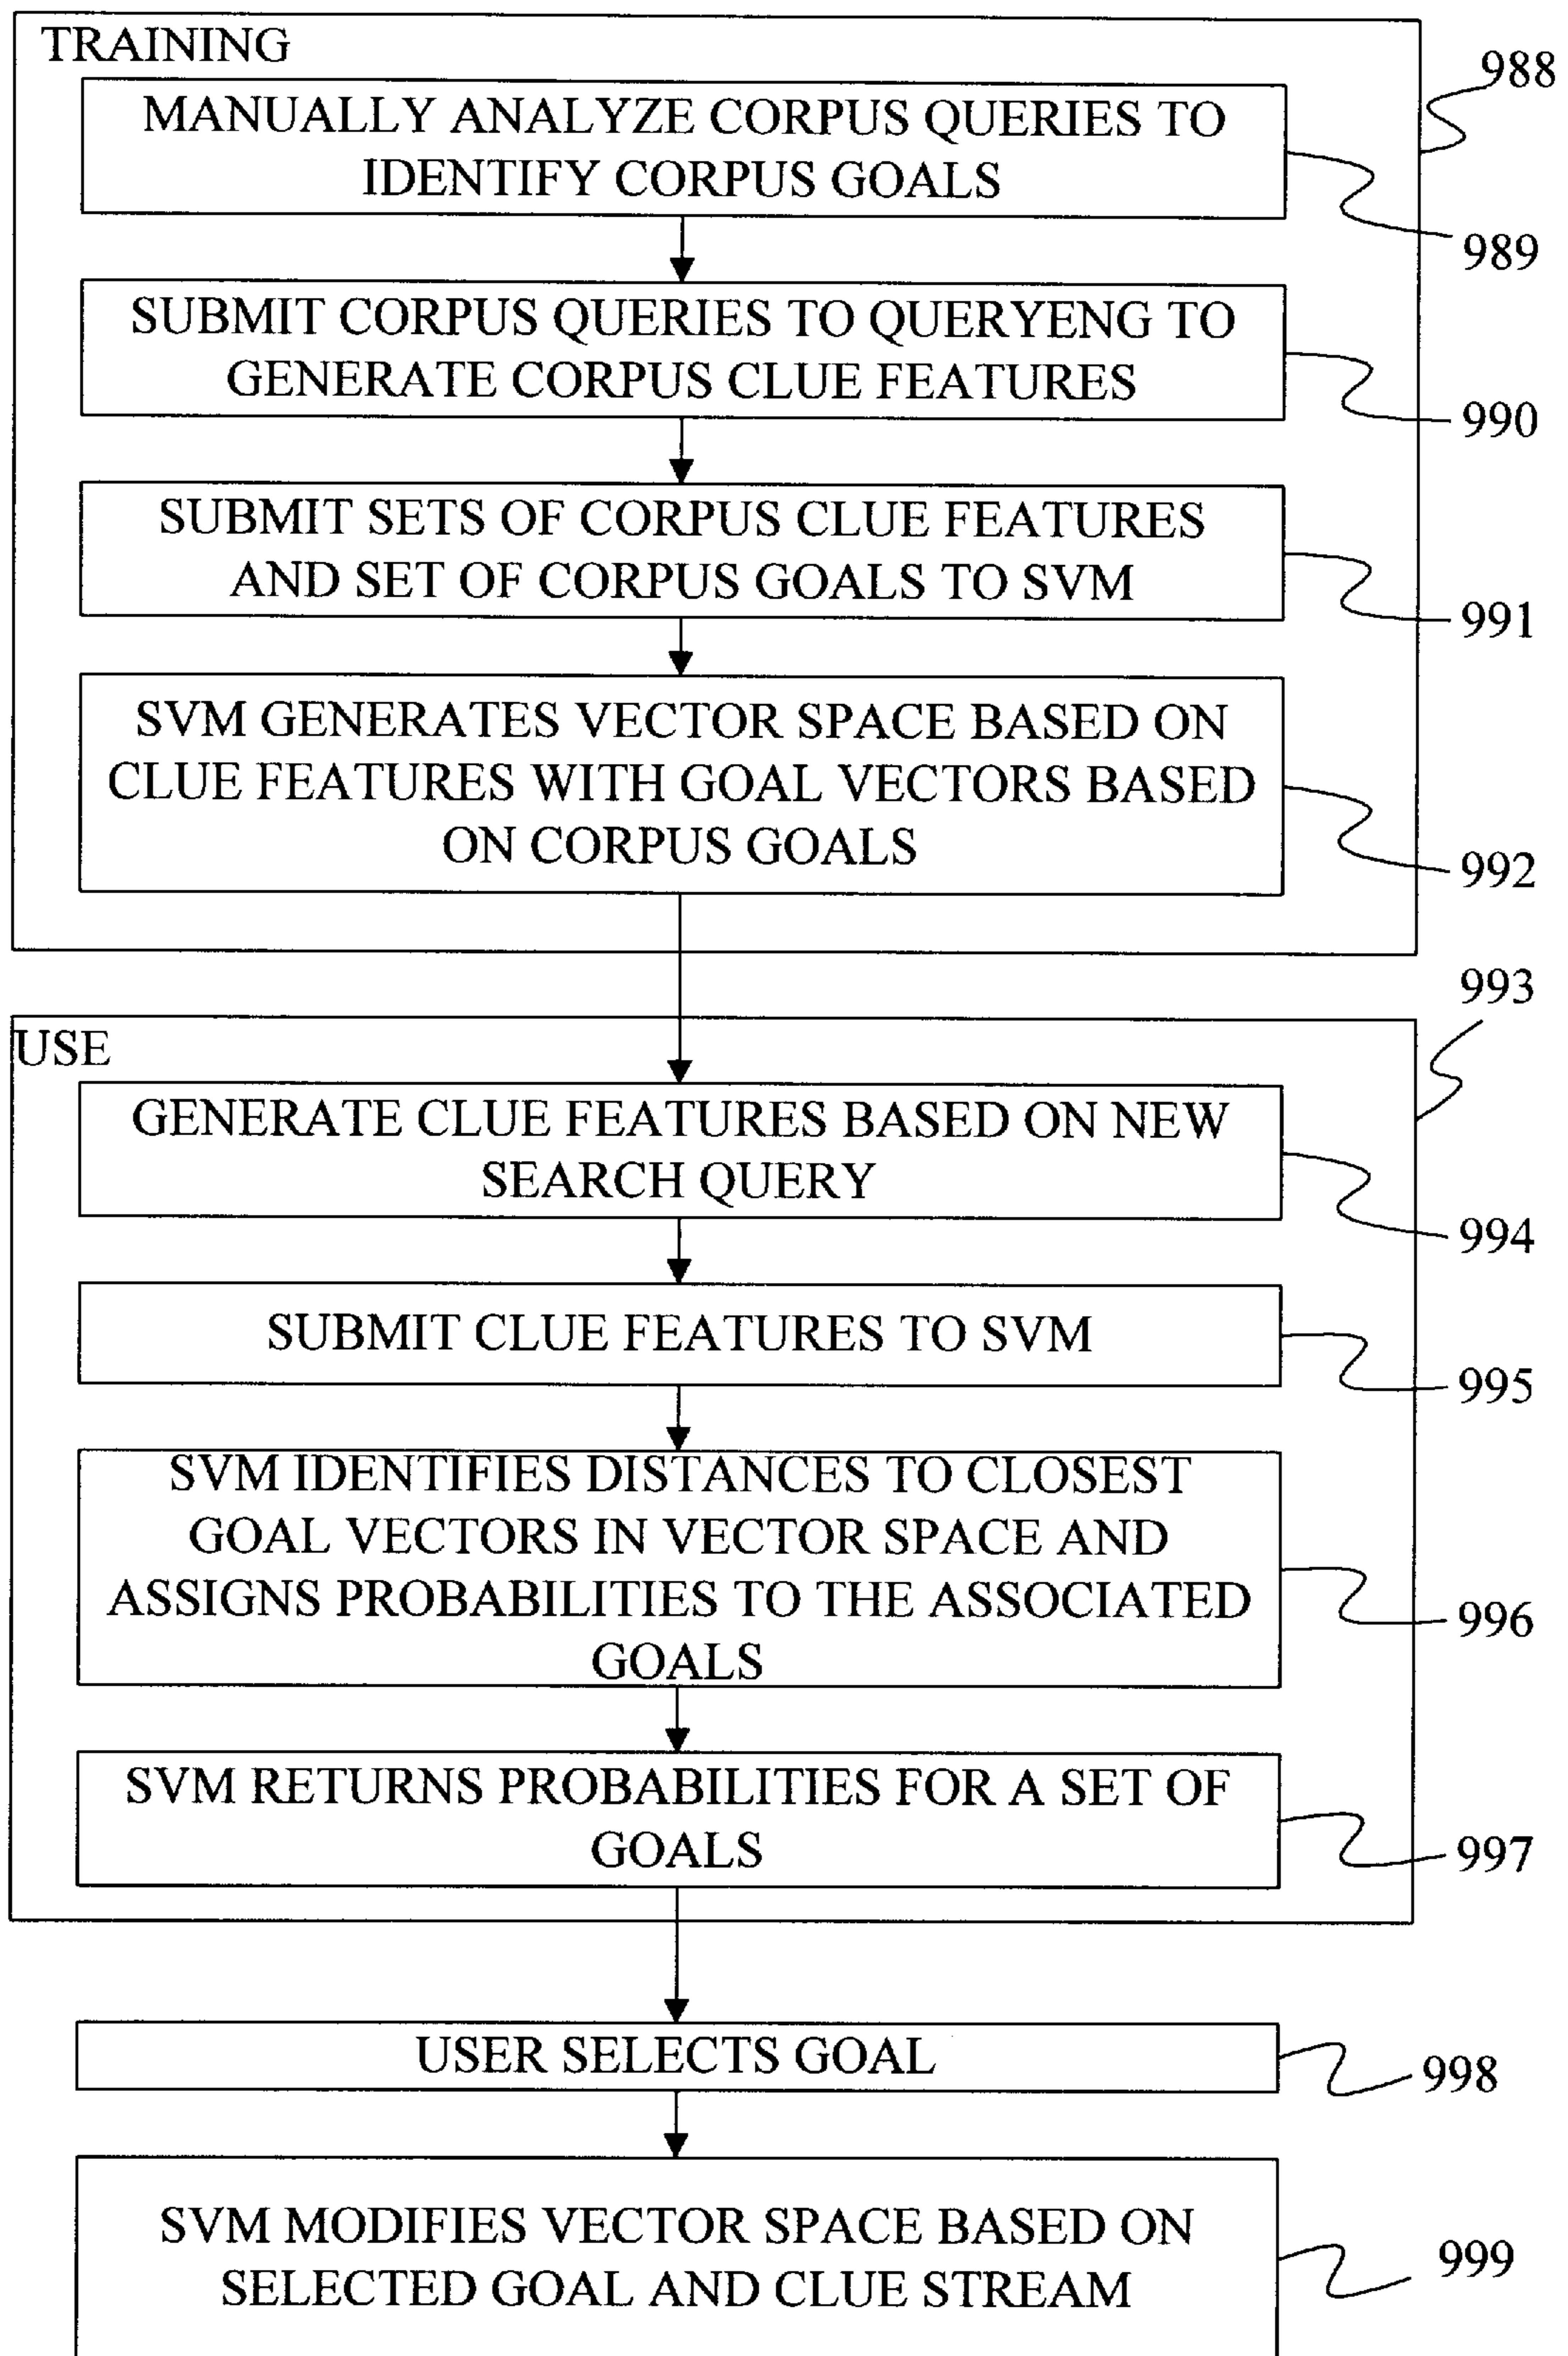 TRAINING
988
MANUALLY ANALYZE CORPUS QUERIES TO
IDENTIFY CORPUS GOALS
989
SUBMIT CORPUS QUERIES TO QUERYENG TO
GENERATE CORPUS CLUE FEATURES
990
SUBMIT SETS OF CORPUS CLUE FEATURES
AND SET OF CORPUS GOALS TO SVM
991
SVM GENERATES VECTOR SPACE BASED ON
CLUE FEATURES WITH GOAL VECTORS BASED
ON CORPUS GOALS
992
993
USE
GENERATE CLUE FEATURES BASED ON NEW
SEARCH QUERY
994
SUBMIT CLUE FEATURES TO SVM
995
SVM IDENTIFIES DISTANCES TO CLOSEST
GOAL VECTORS IN VECTOR SPACE AND
ASSIGNS PROBABILITIES TO THE ASSOCIATED
GOALS
996
SVM RETURNS PROBABILITIES FOR A SET OF
GOALS
997
USER SELECTS GOAL
998
SVM MODIFIES VECTOR SPACE BASED ON
SELECTED GOAL AND CLUE STREAM
999